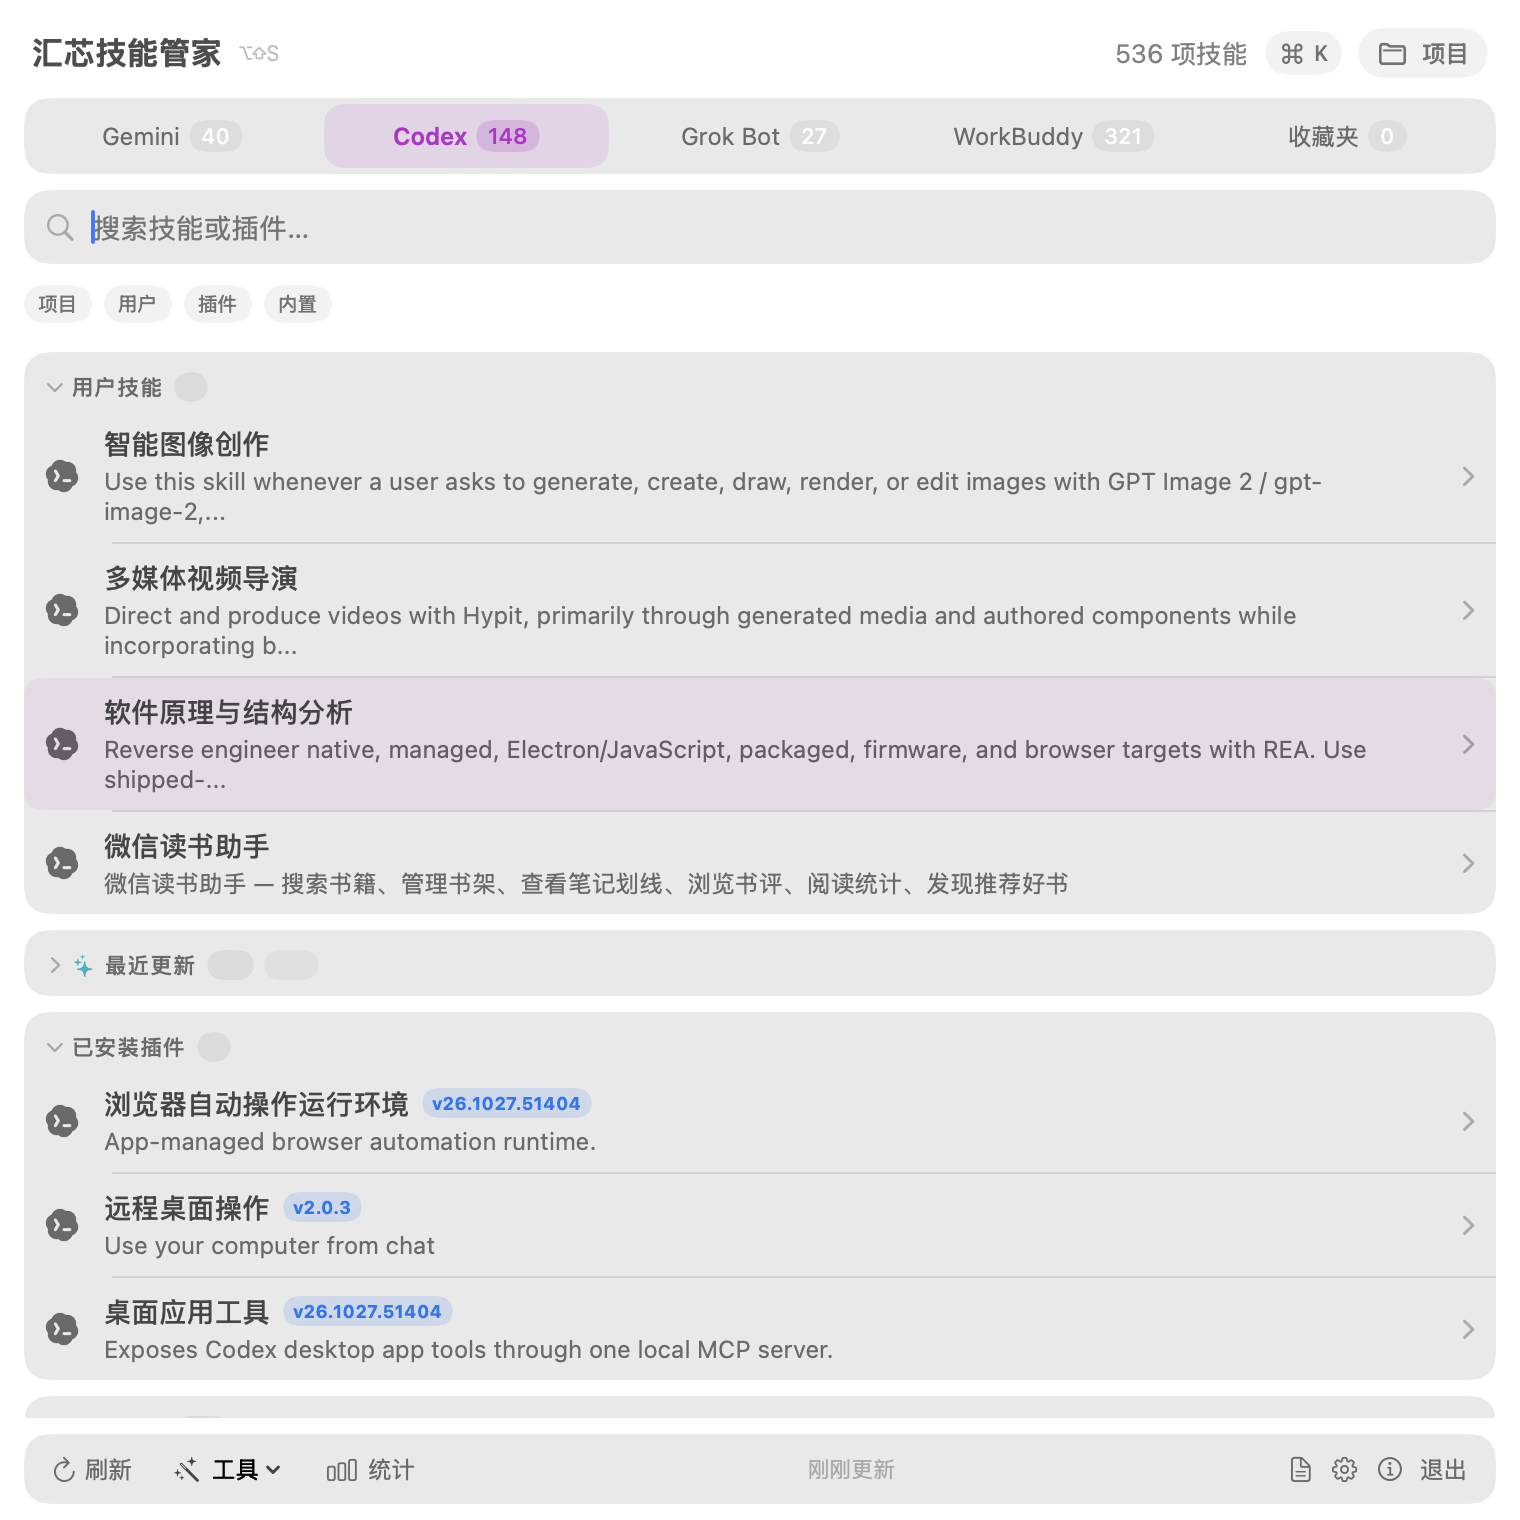 汇芯技能管家 ⌥⇧S
536 项技能 ⌘ K 项目
Gemini 40 Codex 148 Grok Bot 27 WorkBuddy 321 收藏夹 0
搜索技能或插件...
项目 用户 插件 内置
用户技能
智能图像创作
Use this skill whenever a user asks to generate, create, draw, render, or edit images with GPT Image 2 / gpt-
image-2,...
多媒体视频导演
Direct and produce videos with Hypit, primarily through generated media and authored components while
incorporating b...
软件原理与结构分析
Reverse engineer native, managed, Electron/JavaScript, packaged, firmware, and browser targets with REA. Use
shipped-...
微信读书助手
微信读书助手 — 搜索书籍、管理书架、查看笔记划线、浏览书评、阅读统计、发现推荐好书
最近更新
已安装插件
浏览器自动操作运行环境 v26.1027.51404
App-managed browser automation runtime.
远程桌面操作 v2.0.3
Use your computer from chat
桌面应用工具 v26.1027.51404
Exposes Codex desktop app tools through one local MCP server.
刷新 工具 统计 刚刚更新 退出